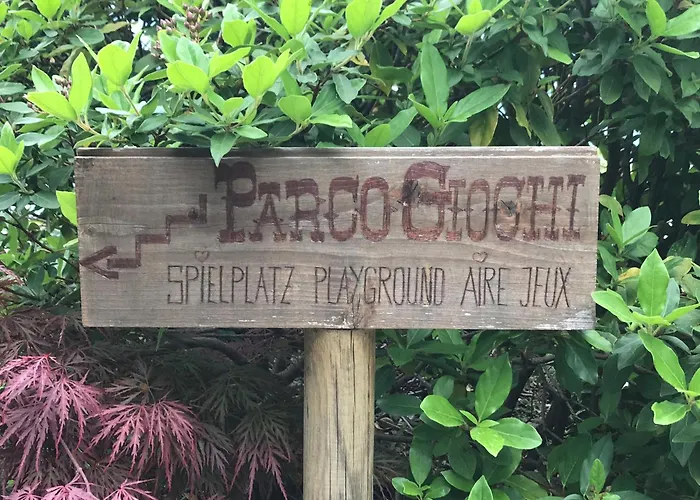 PARCO GIOCHI
SPIELPLATZ PLAYGROUND AIRE JEUX